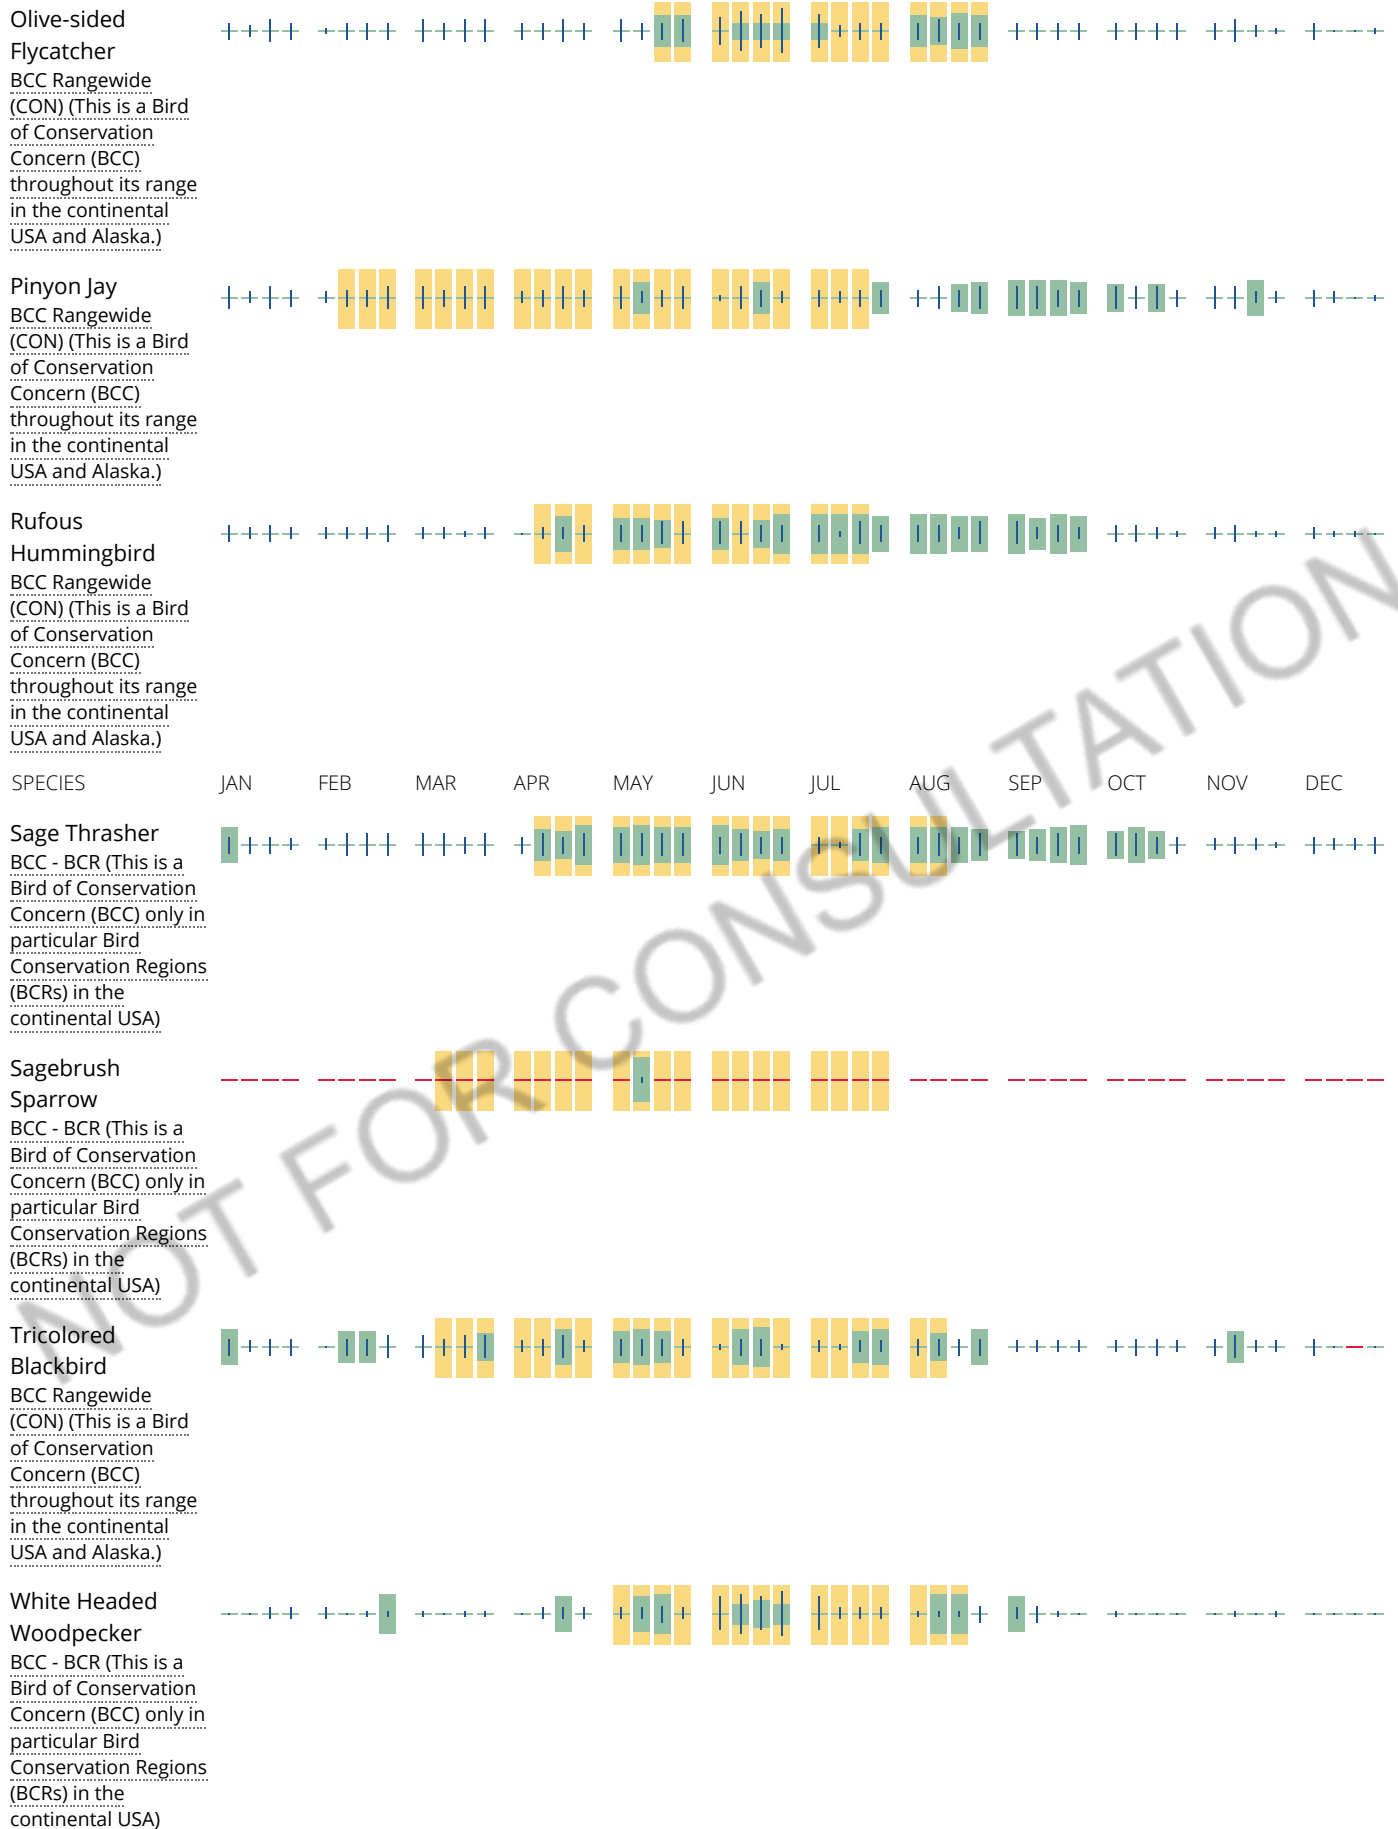 Olive-sided
Flycatcher
BCC Rangewide
(CON) (This is a Bird
of Conservation
Concern (BCC)
throughout its range
in the continental
USA and Alaska.)
Pinyon Jay
BCC Rangewide
(CON) (This is a Bird
of Conservation
Concern (BCC)
throughout its range
in the continental
USA and Alaska.)
Rufous
Hummingbird
BCC Rangewide
(CON) (This is a Bird
of Conservation
Concern (BCC)
throughout its range
in the continental
USA and Alaska.)
SPECIES JAN FEB MAR APR MAY JUN JUL AUG SEP OCT NOV DEC
Sage Thrasher
BCC - BCR (This is a
Bird of Conservation
Concern (BCC) only in
particular Bird
Conservation Regions
(BCRs) in the
continental USA)
Sagebrush
Sparrow
BCC - BCR (This is a
Bird of Conservation
Concern (BCC) only in
particular Bird
Conservation Regions
(BCRs) in the
continental USA)
Tricolored
Blackbird
BCC Rangewide
(CON) (This is a Bird
of Conservation
Concern (BCC)
throughout its range
in the continental
USA and Alaska.)
White Headed
Woodpecker
BCC - BCR (This is a
Bird of Conservation
Concern (BCC) only in
particular Bird
Conservation Regions
(BCRs) in the
continental USA)
NOT FOR CONSULTATION